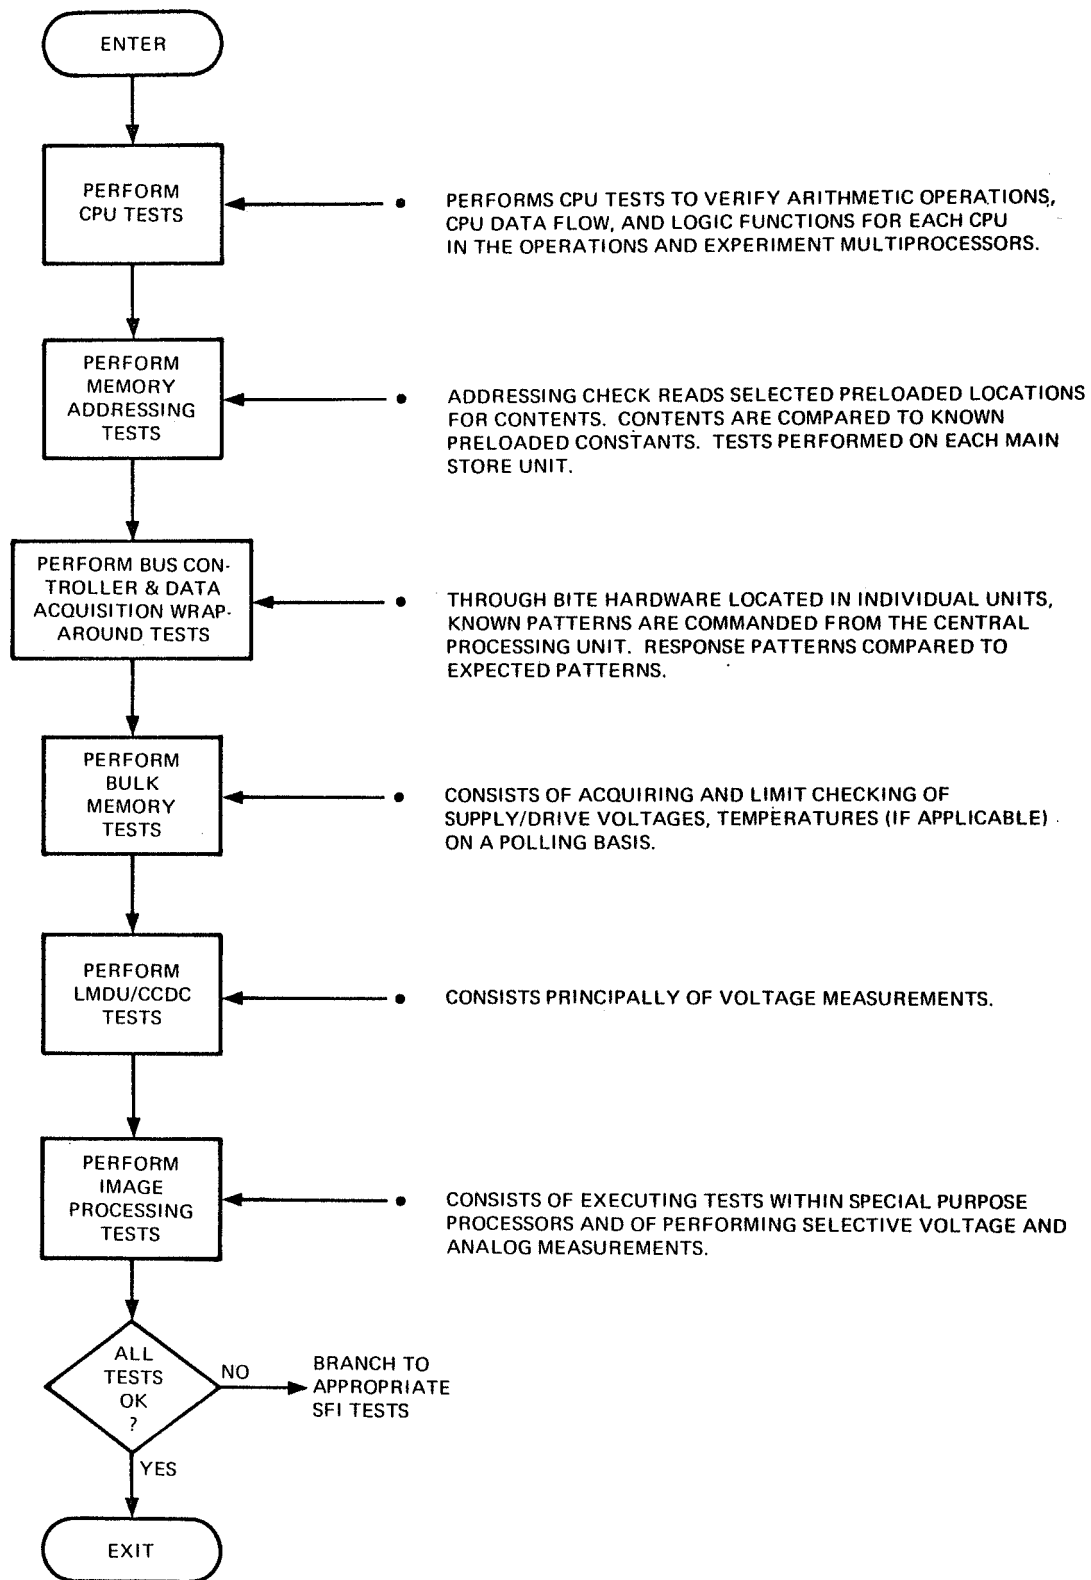 ENTER
PERFORM
CPU TESTS
• PERFORMS CPU TESTS TO VERIFY ARITHMETIC OPERATIONS,
CPU DATA FLOW, AND LOGIC FUNCTIONS FOR EACH CPU
IN THE OPERATIONS AND EXPERIMENT MULTIPROCESSORS.
PERFORM
MEMORY
ADDRESSING
TESTS
• ADDRESSING CHECK READS SELECTED PRELOADED LOCATIONS
FOR CONTENTS. CONTENTS ARE COMPARED TO KNOWN
PRELOADED CONSTANTS. TESTS PERFORMED ON EACH MAIN
STORE UNIT.
PERFORM BUS CON-
TROLLER & DATA
ACQUISITION WRAP-
AROUND TESTS
• THROUGH BITE HARDWARE LOCATED IN INDIVIDUAL UNITS,
KNOWN PATTERNS ARE COMMANDED FROM THE CENTRAL
PROCESSING UNIT. RESPONSE PATTERNS COMPARED TO
EXPECTED PATTERNS.
PERFORM
BULK
MEMORY
TESTS
• CONSISTS OF ACQUIRING AND LIMIT CHECKING OF
SUPPLY/DRIVE VOLTAGES, TEMPERATURES (IF APPLICABLE)
ON A POLLING BASIS.
PERFORM
LMDU/CCDC
TESTS
• CONSISTS PRINCIPALLY OF VOLTAGE MEASUREMENTS.
PERFORM
IMAGE
PROCESSING
TESTS
• CONSISTS OF EXECUTING TESTS WITHIN SPECIAL PURPOSE
PROCESSORS AND OF PERFORMING SELECTIVE VOLTAGE AND
ANALOG MEASUREMENTS.
ALL
TESTS
OK
?
NO
BRANCH TO
APPROPRIATE
SFI TESTS
YES
EXIT